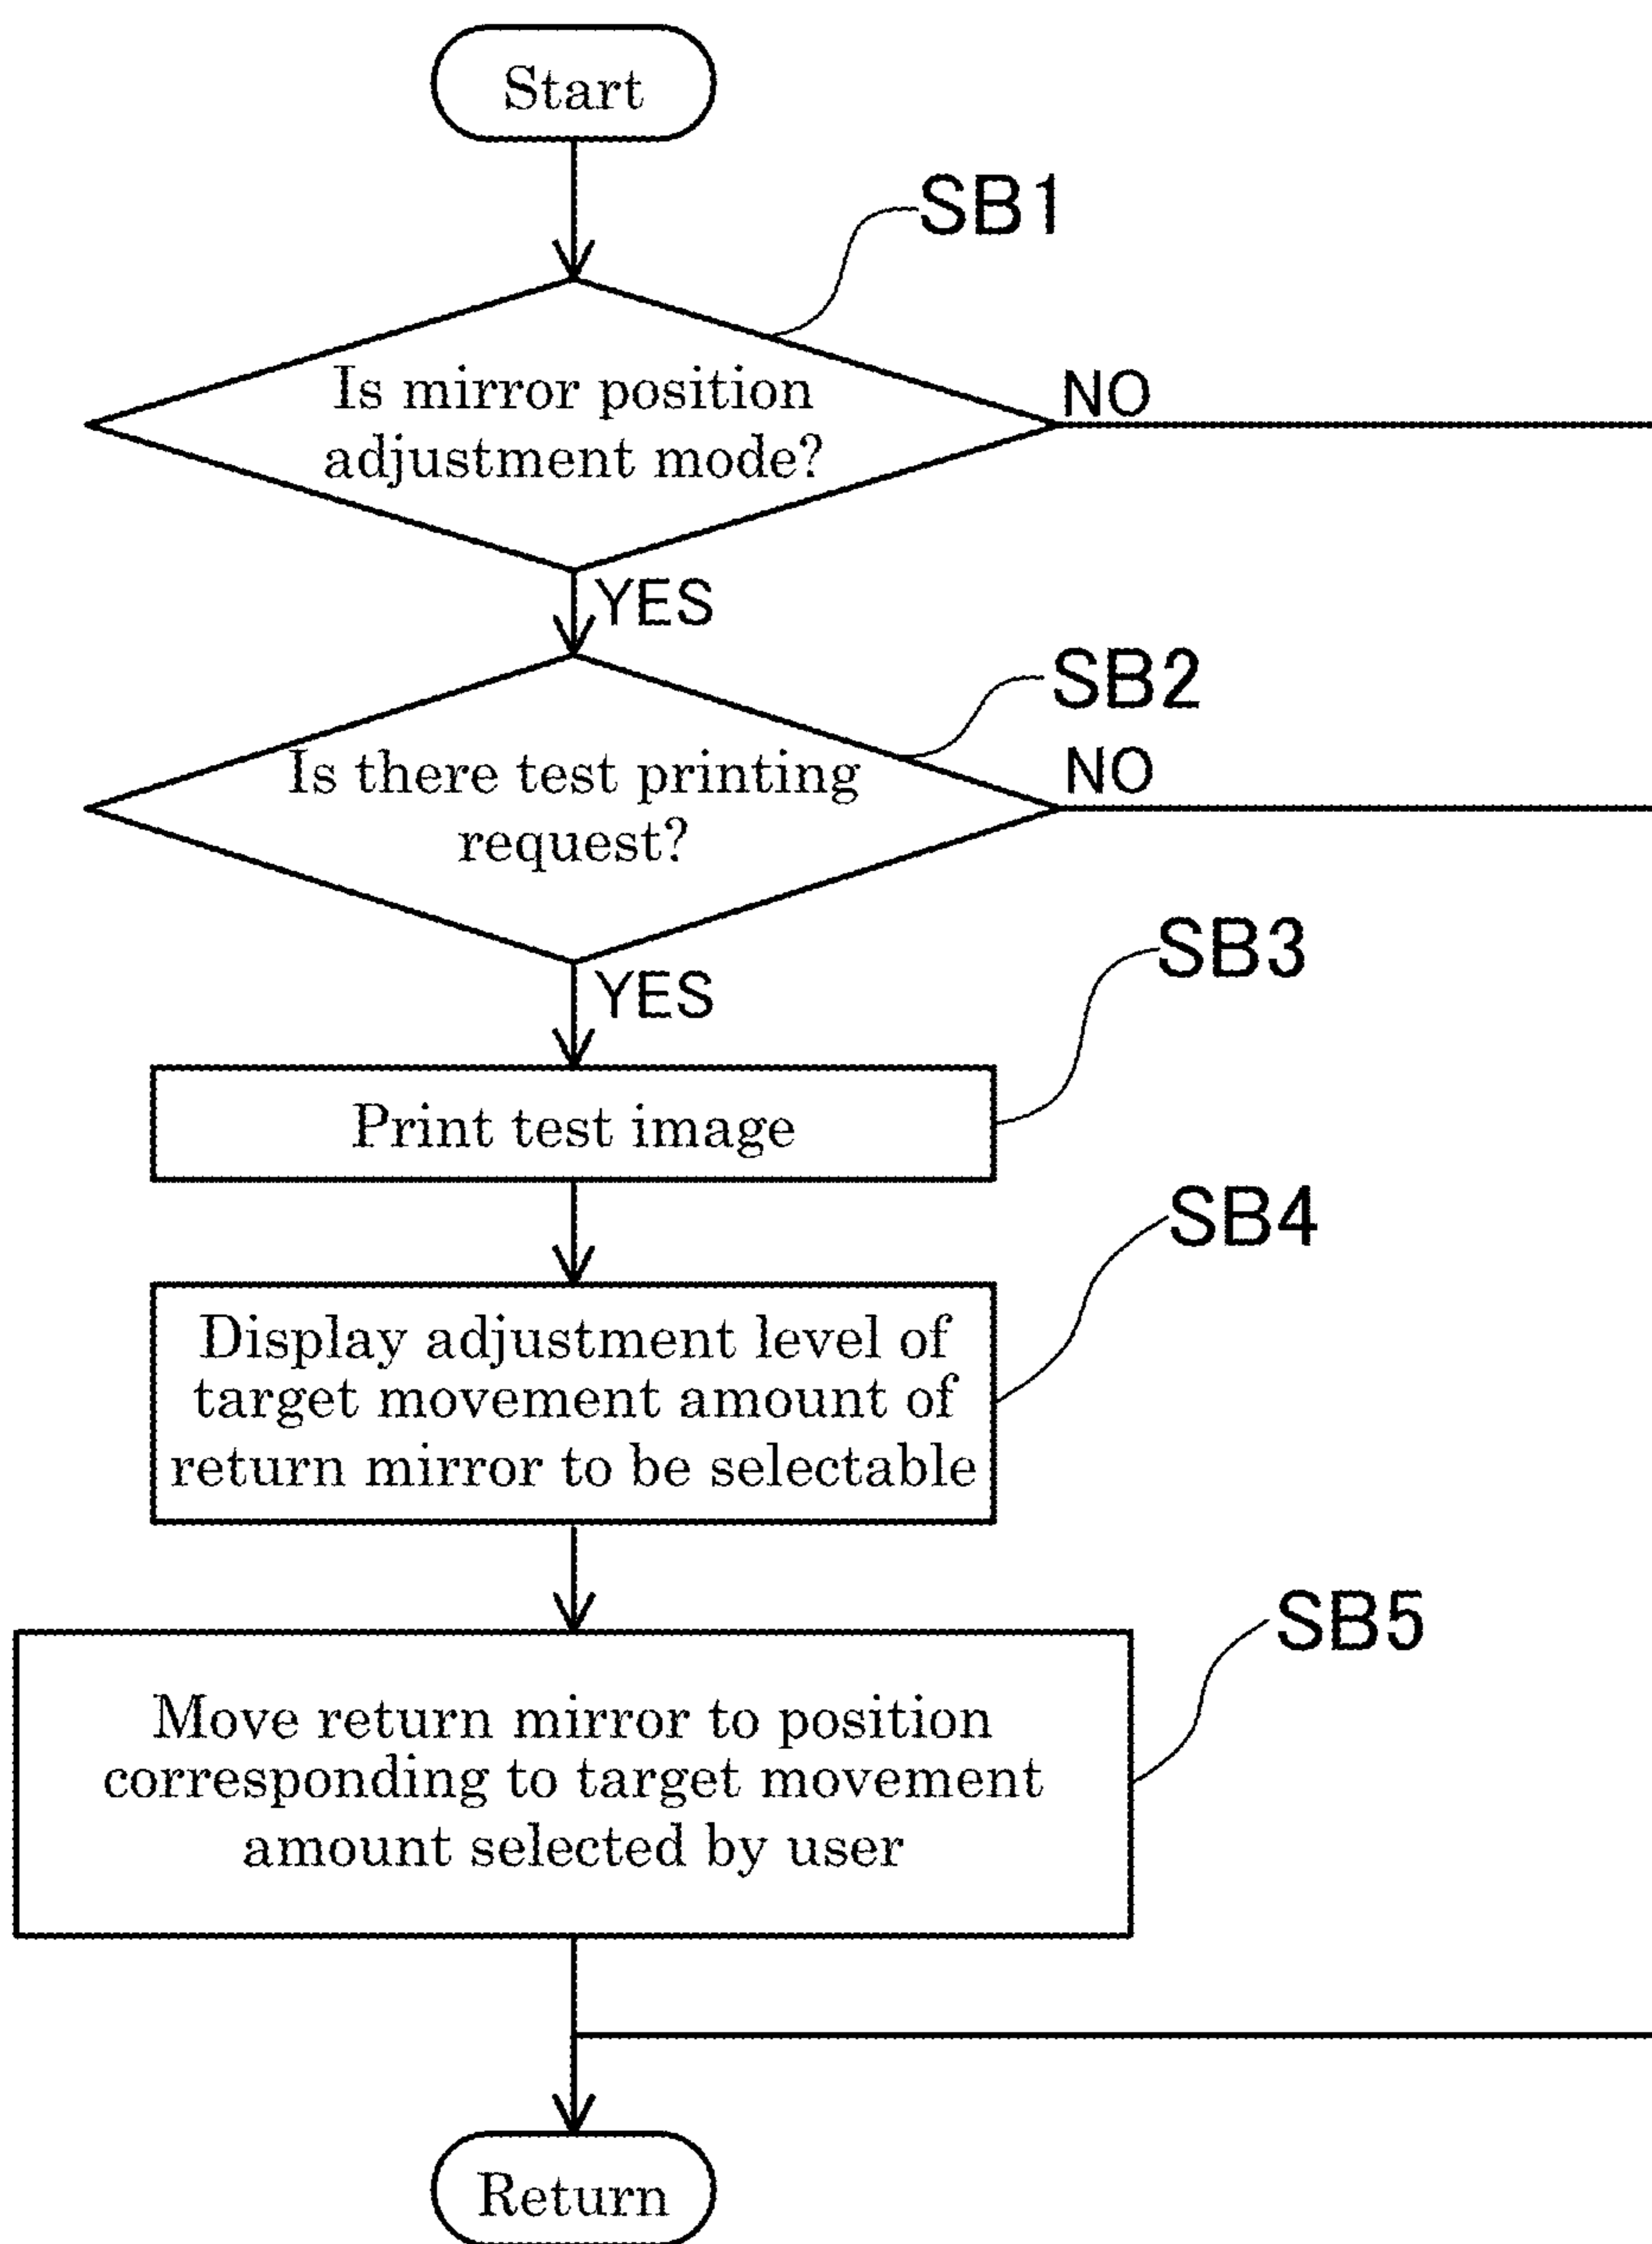 Start
SB1
Is mirror position
adjustment mode?
NO
YES
SB2
Is there test printing
request?
NO
YES
SB3
Print test image
SB4
Display adjustment level of
target movement amount of
return mirror to be selectable
SB5
Move return mirror to position
corresponding to target movement
amount selected by user
Return